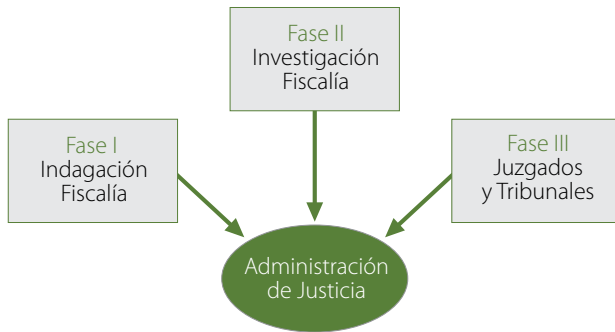 Fase I
Indagación
Fiscalía
Fase II
Investigación
Fiscalía
Fase III
Juzgados
y Tribunales
Administración
de Justicia